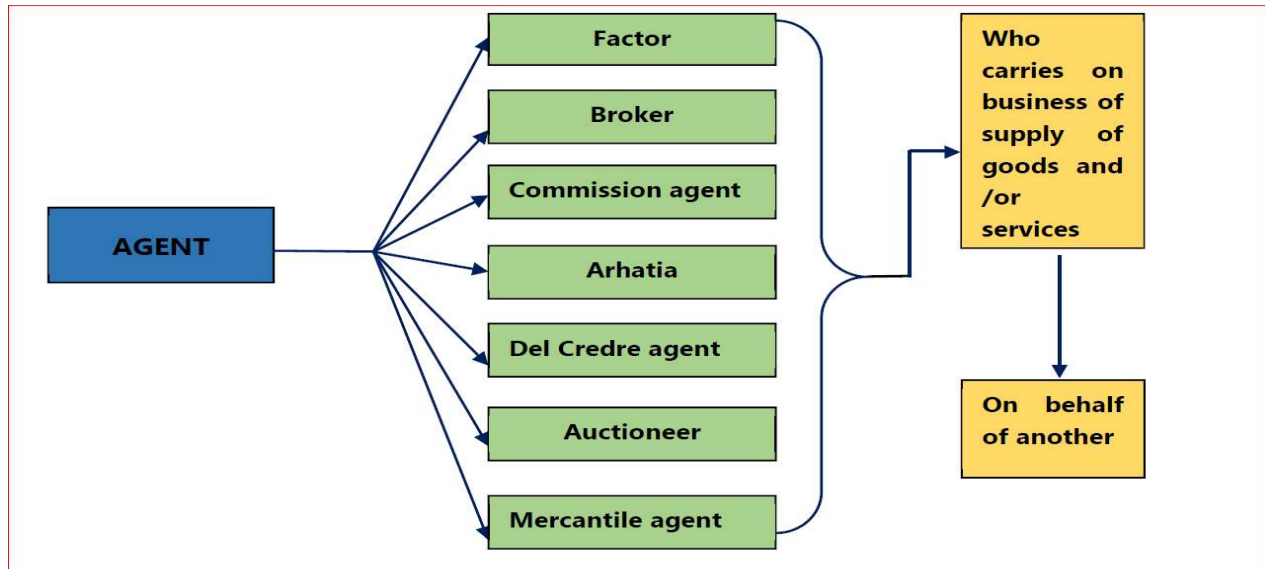 AGENT
Factor
Broker
Commission agent
Arhatia
Del Credre agent
Auctioneer
Mercantile agent
Who
carries on
business of
supply of
goods and
/or
services
On behalf
of another